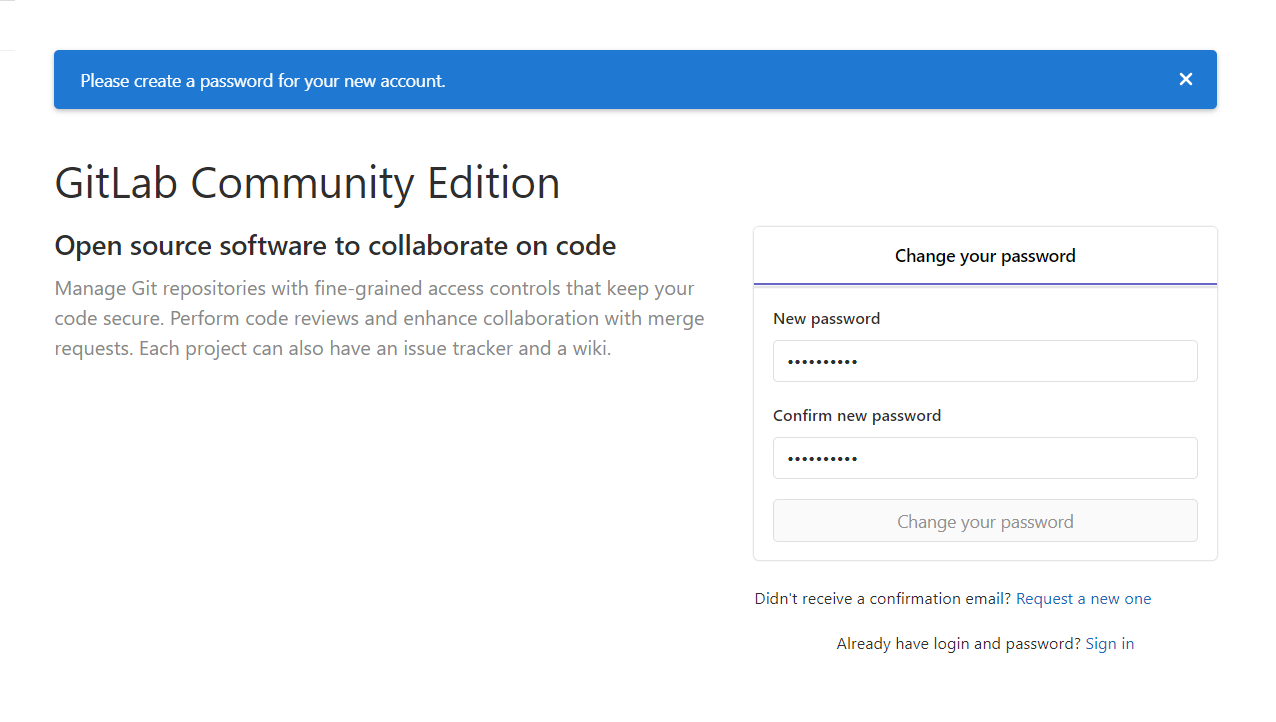 Please create a password for your new account.
GitLab Community Edition
Open source software to collaborate on code
Manage Git repositories with fine-grained access controls that keep your
code secure. Perform code reviews and enhance collaboration with merge
requests. Each project can also have an issue tracker and a wiki.
Change your password
New password
••••••••••
Confirm new password
••••••••••
Change your password
Didn't receive a confirmation email? Request a new one
Already have login and password? Sign in